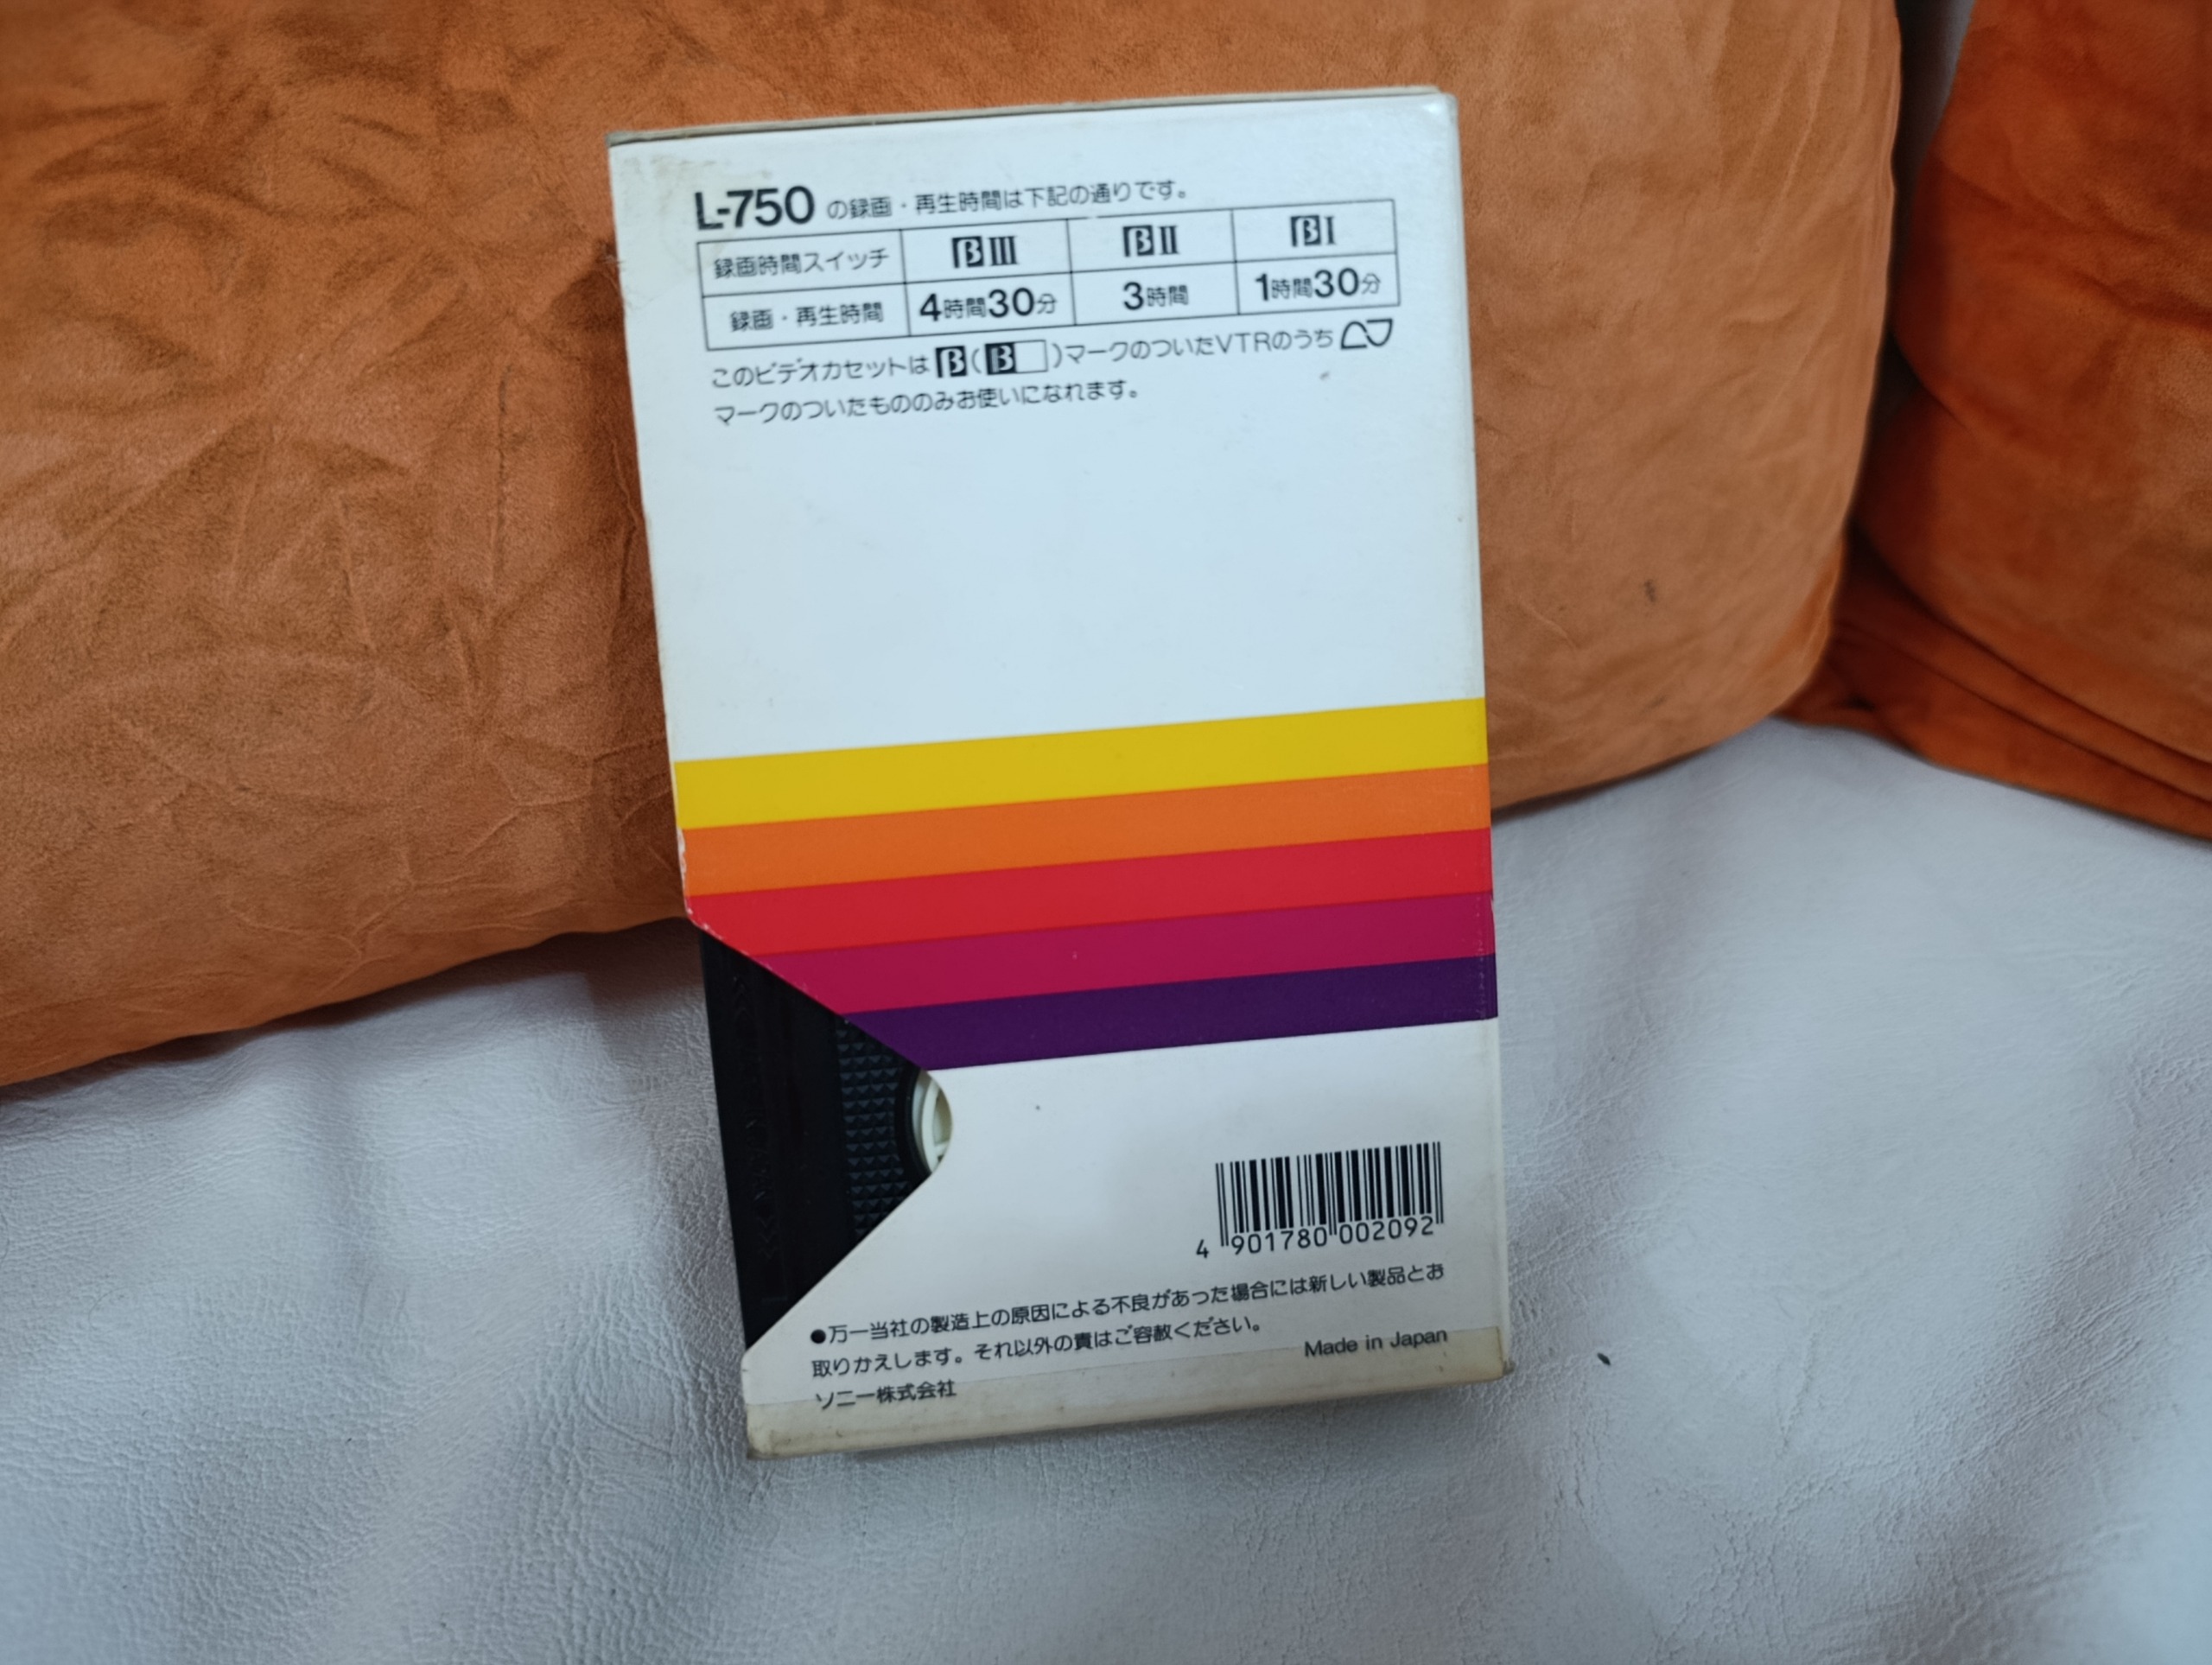 L-750 の録画・再生時間は下記の通りです。
録画時間スイッチ βIII βII βI
録画・再生時間 4時間30分 3時間 1時間30分
このビデオカセットはβ(β )マークのついたVTRのうち
マークのついたもののみお使いになれます。
4 901780 002092
●万一当社の製造上の原因による不良があった場合には新しい製品とお
取りかえします。それ以外の責はご容赦ください。
Made in Japan
ソニー株式会社